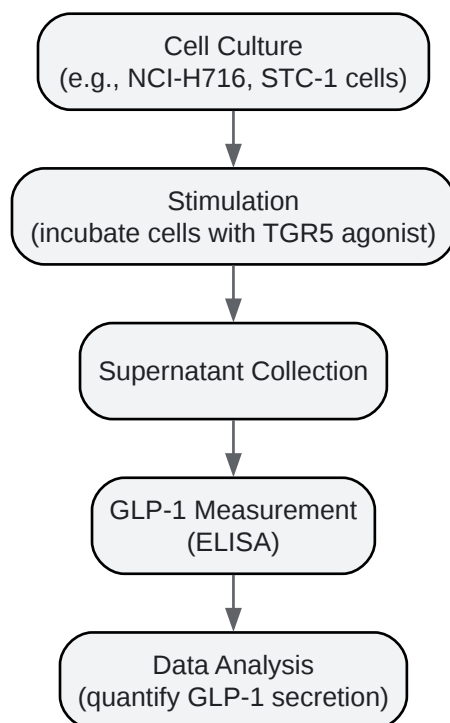 Cell Culture
(e.g., NCI-H716, STC-1 cells)
Stimulation
(incubate cells with TGR5 agonist)
Supernatant Collection
GLP-1 Measurement
(ELISA)
Data Analysis
(quantify GLP-1 secretion)